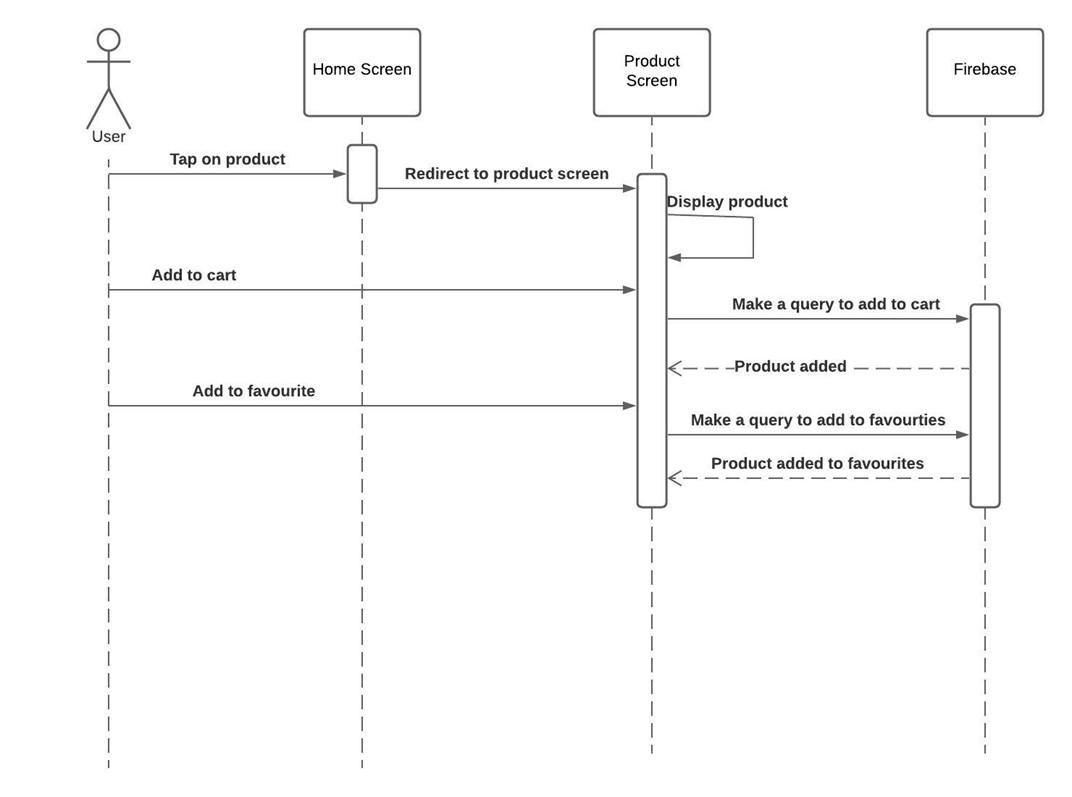 Home Screen
Product
Screen
Firebase
User
Tap on product
Redirect to product screen
Display product
Add to cart
Make a query to add to cart
Product added
Add to favourite
Make a query to add to favourties
Product added to favourites